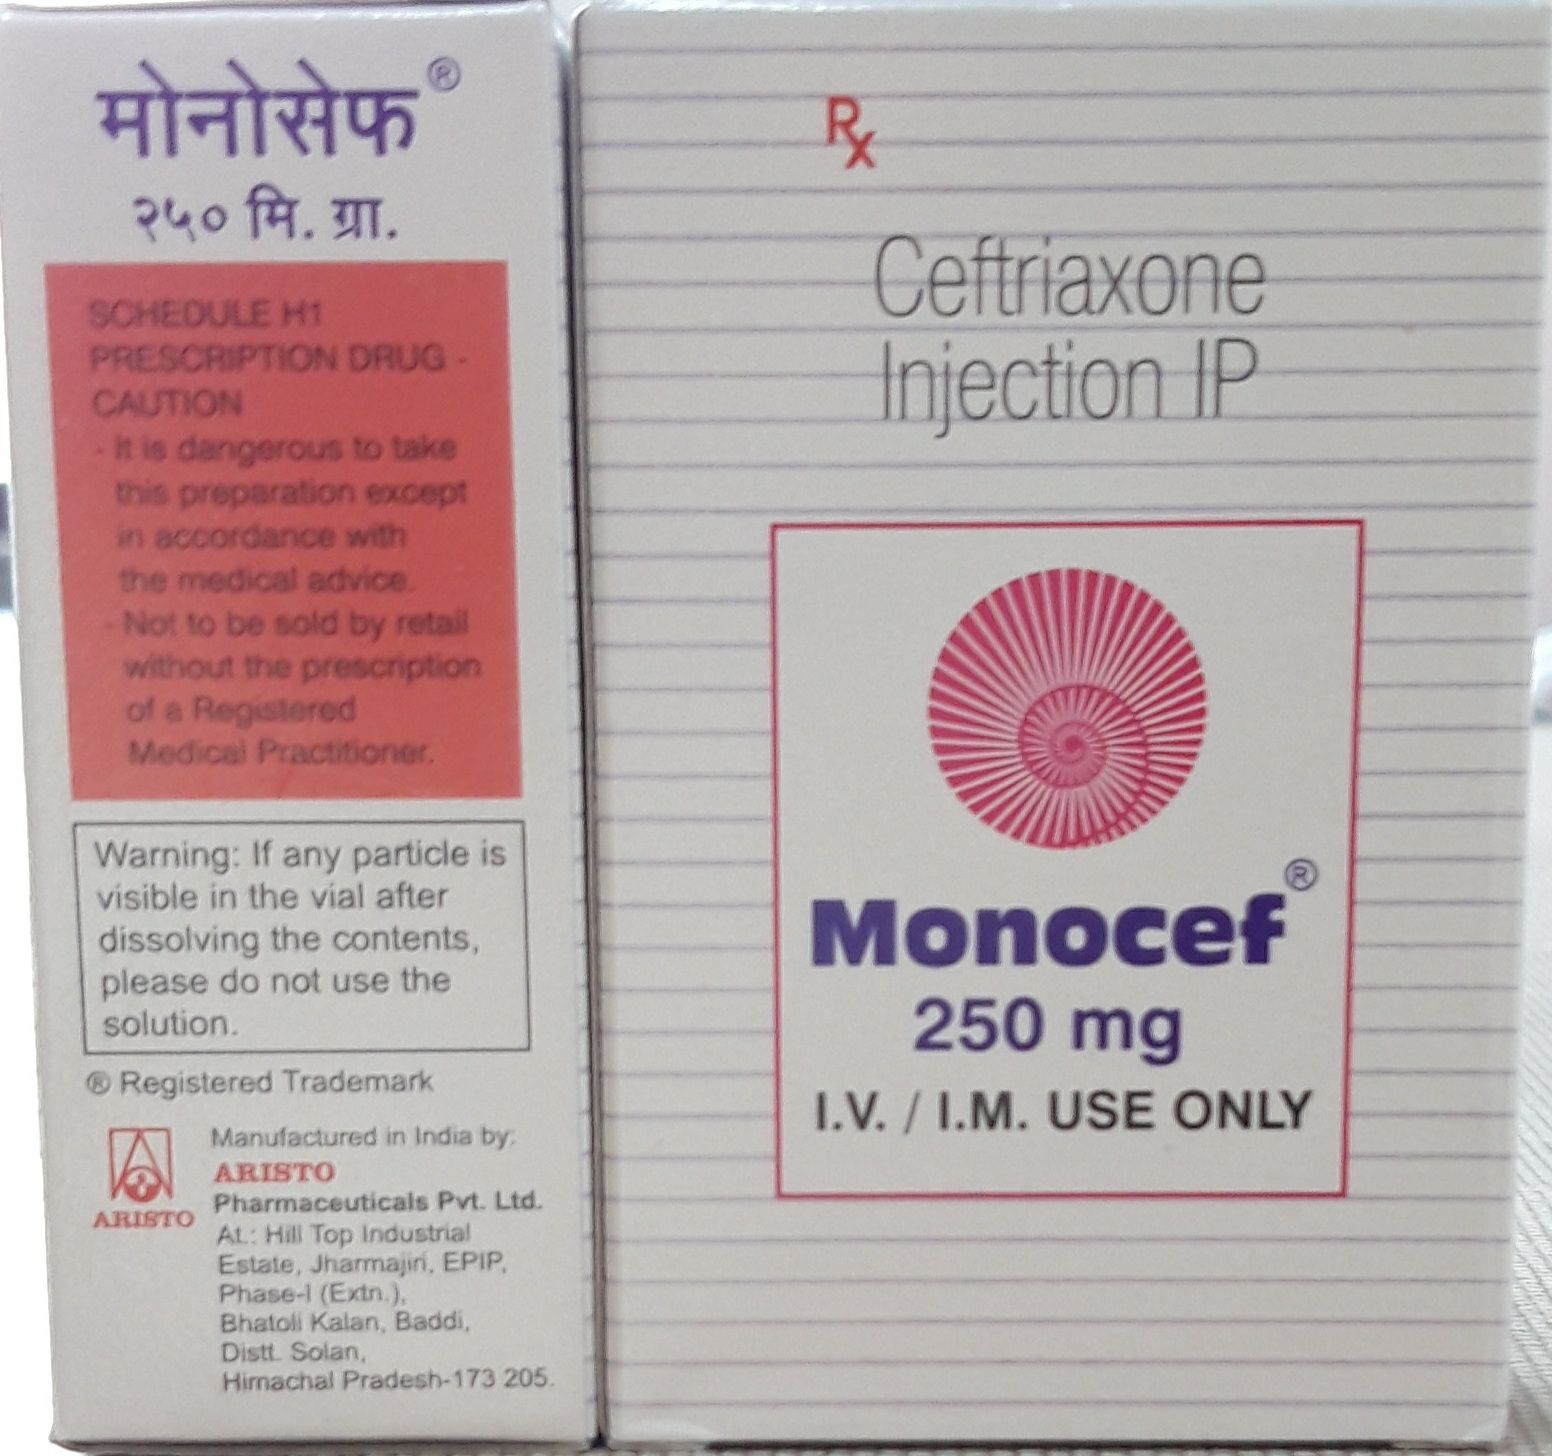 मोनोसेफ®
२५० मि. ग्रा.
SCHEDULE H1
PRESCRIPTION DRUG -
CAUTION
- It is dangerous to take
this preparation except
in accordance with
the medical advice.
- Not to be sold by retail
without the prescription
of a Registered
Medical Practitioner.
Warning: If any particle is
visible in the vial after
dissolving the contents,
please do not use the
solution.
® Registered Trademark
ARISTO
Manufactured in India by:
ARISTO
Pharmaceuticals Pvt. Ltd.
At.: Hill Top Industrial
Estate, Jharmajiri, EPIP,
Phase-I (Extn.),
Bhatoli Kalan, Baddi,
Distt. Solan,
Himachal Pradesh-173 205.
Rx
Ceftriaxone
Injection IP
Monocef®
250 mg
I.V. / I.M. USE ONLY